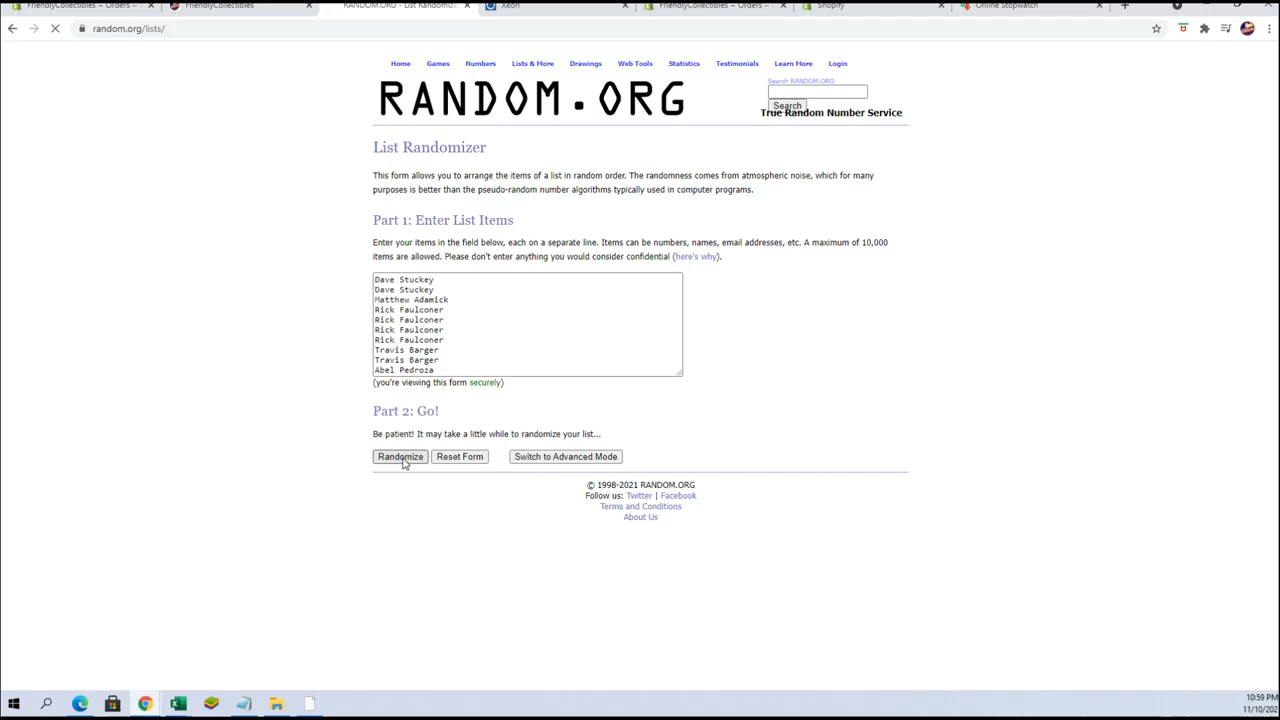 FriendlyCollectibles ~ Orders ~
FriendlyCollectibles
RANDOM.ORG - List Randomizer
Xeon
FriendlyCollectibles ~ Orders ~
Shopify
Online Stopwatch
random.org/lists/
Home Games Numbers Lists & More Drawings Web Tools Statistics Testimonials Learn More Login
RANDOM.ORG
Search RANDOM.ORG
Search
True Random Number Service
List Randomizer
This form allows you to arrange the items of a list in random order. The randomness comes from atmospheric noise, which for many
purposes is better than the pseudo-random number algorithms typically used in computer programs.
Part 1: Enter List Items
Enter your items in the field below, each on a separate line. Items can be numbers, names, email addresses, etc. A maximum of 10,000
items are allowed. Please don't enter anything you would consider confidential (here's why).
Dave Stuckey
Dave Stuckey
Matthew Adamick
Rick Faulconer
Rick Faulconer
Rick Faulconer
Rick Faulconer
Travis Barger
Travis Barger
Abel Pedroza
(you're viewing this form securely)
Part 2: Go!
Be patient! It may take a little while to randomize your list...
Randomize Reset Form Switch to Advanced Mode
© 1998-2021 RANDOM.ORG
Follow us: Twitter | Facebook
Terms and Conditions
About Us
10:59 PM
11/10/202